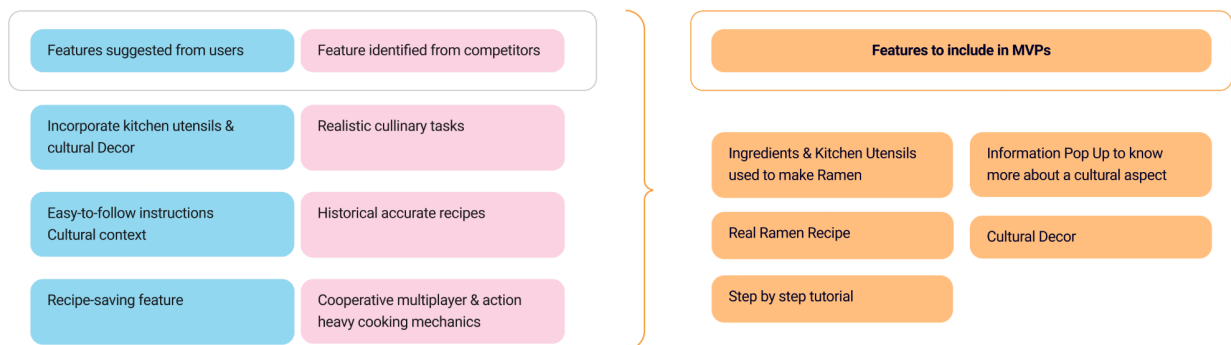 Features suggested from users
Feature identified from competitors
Incorporate kitchen utensils &
cultural Decor
Realistic cullinary tasks
Easy-to-follow instructions
Cultural context
Historical accurate recipes
Recipe-saving feature
Cooperative multiplayer & action
heavy cooking mechanics
Features to include in MVPs
Ingredients & Kitchen Utensils
used to make Ramen
Information Pop Up to know
more about a cultural aspect
Real Ramen Recipe
Cultural Decor
Step by step tutorial